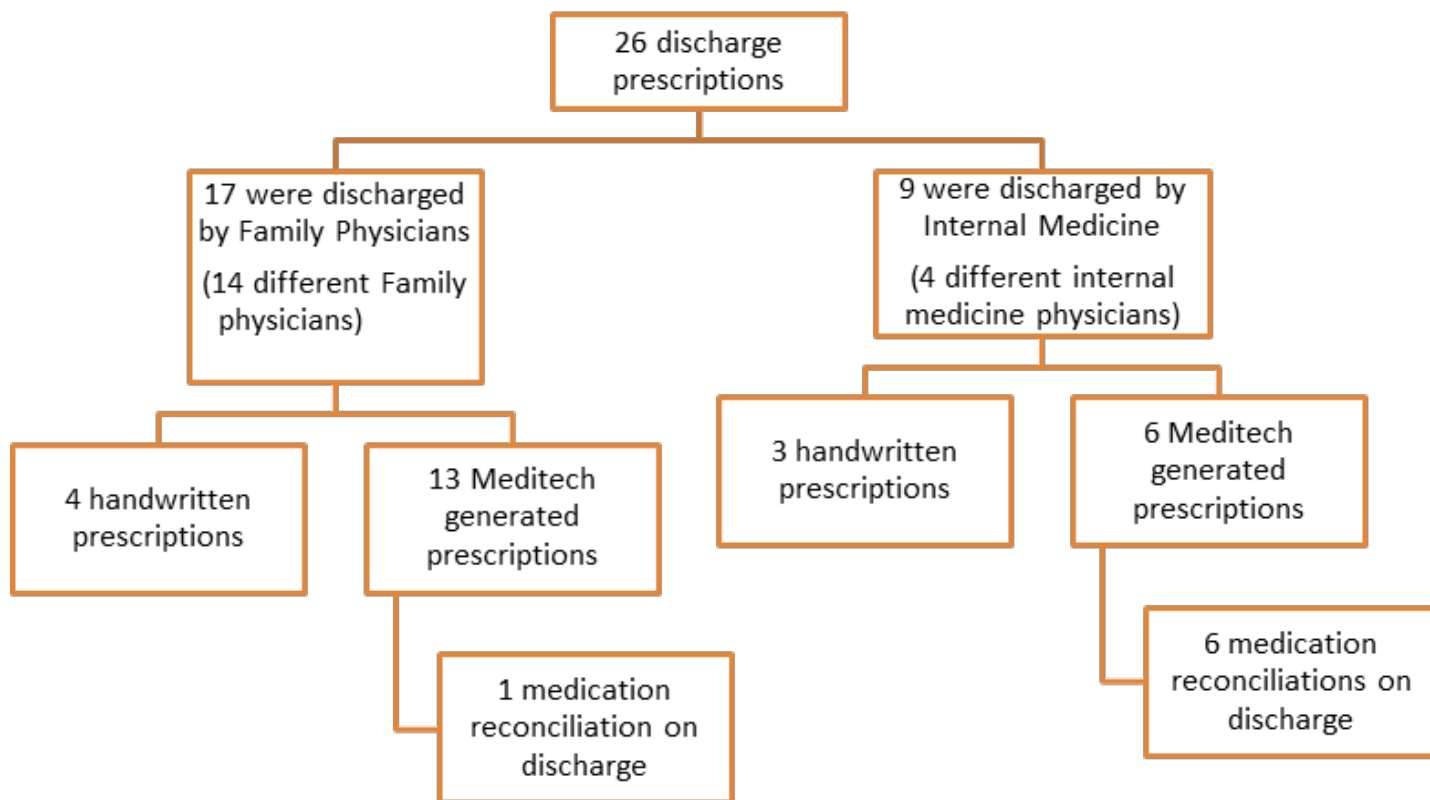 26 discharge
prescriptions
17 were discharged
by Family Physicians
(14 different Family
physicians)
9 were discharged by
Internal Medicine
(4 different internal
medicine physicians)
4 handwritten
prescriptions
13 Meditech
generated
prescriptions
3 handwritten
prescriptions
6 Meditech
generated
prescriptions
1 medication
reconciliation on
discharge
6 medication
reconciliations on
discharge